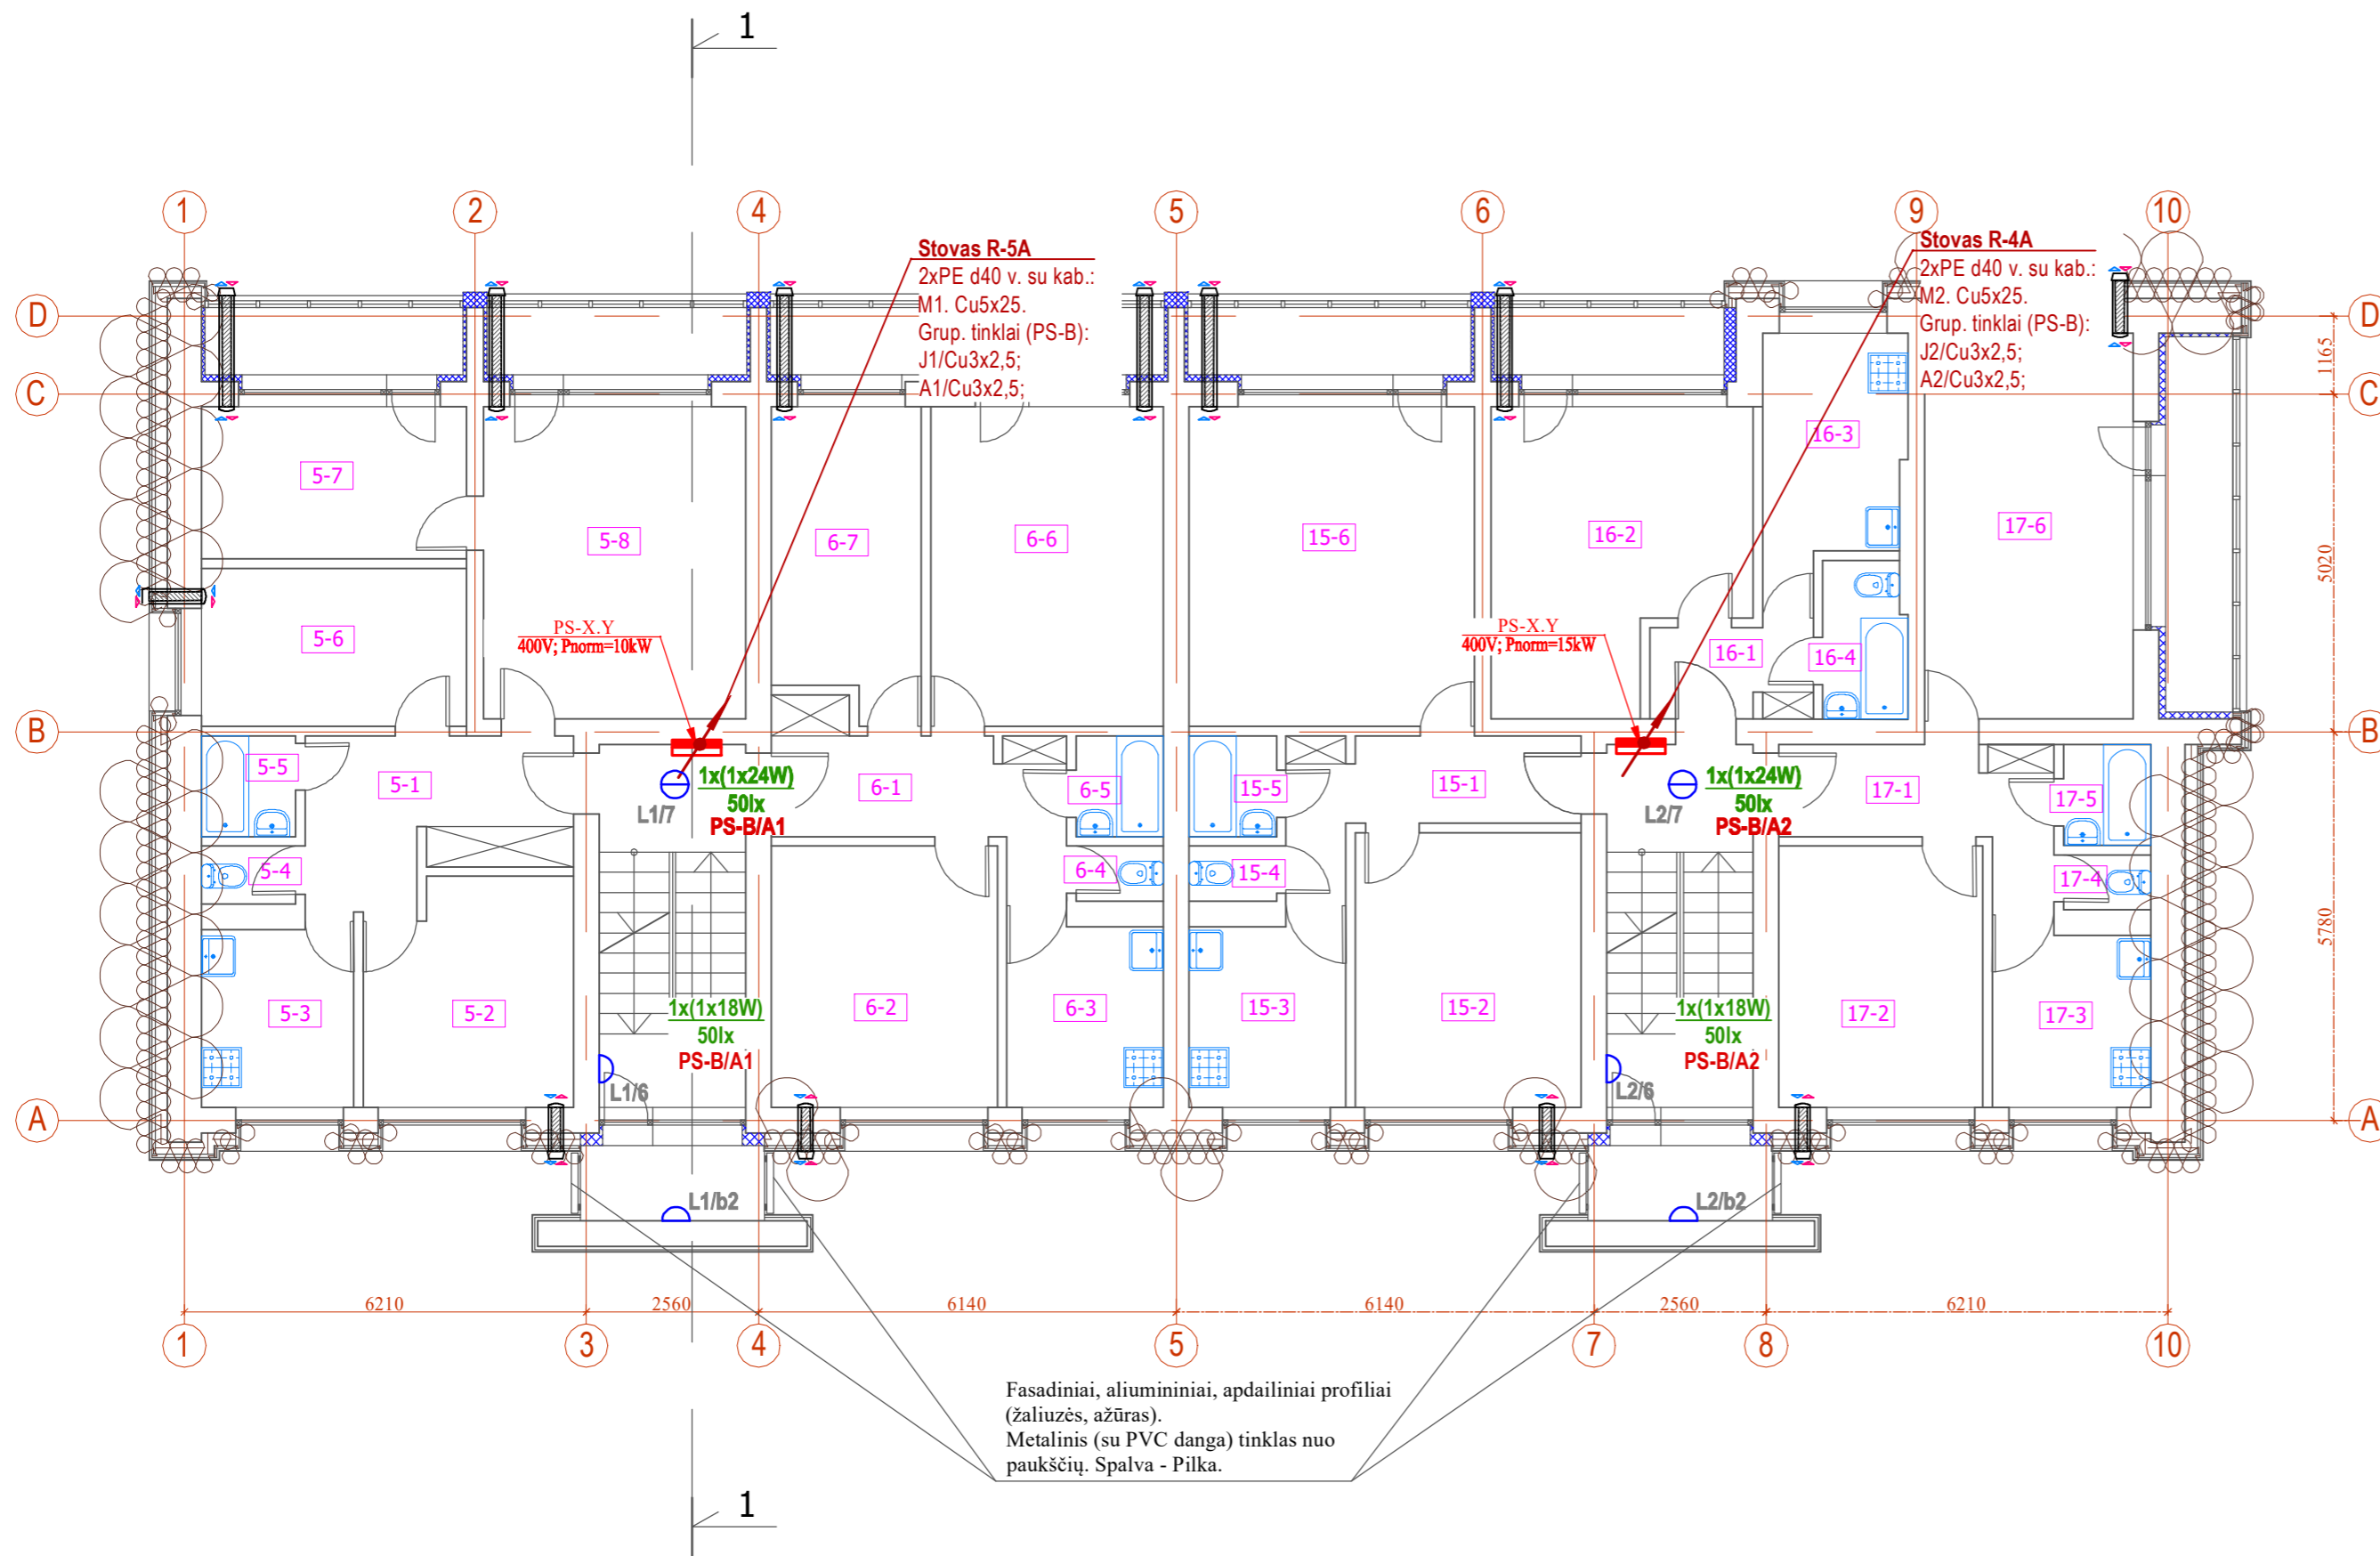 1
1
2
4
5
6
9
10
Stovas R-5A
2xPE d40 v. su kab.:
M1. Cu5x25.
Grup. tinklai (PS-B):
J1/Cu3x2,5;
A1/Cu3x2,5;
Stovas R-4A
2xPE d40 v. su kab.:
M2. Cu5x25.
Grup. tinklai (PS-B):
J2/Cu3x2,5;
A2/Cu3x2,5;
D
D
1165
C
C
16-3
5-7
5-8
6-7
6-6
15-6
16-2
17-6
5020
5-6
PS-X.Y
400V; Pnorm=10kW
PS-X.Y
400V; Pnorm=15kW
16-1
16-4
B
B
5-5
5-1
1x(1x24W)
50lx
PS-B/A1
L1/7
6-1
6-5
15-5
15-1
1x(1x24W)
50lx
PS-B/A2
L2/7
17-1
17-5
5-4
6-4
15-4
17-4
5780
5-3
5-2
1x(1x18W)
50lx
PS-B/A1
L1/6
6-2
6-3
15-3
15-2
1x(1x18W)
50lx
PS-B/A2
L2/6
17-2
17-3
A
A
L1/b2
L2/b2
6210
2560
6140
6140
2560
6210
1
3
4
5
7
8
10
Fasadiniai, aliumininiai, apdailiniai profiliai
(žaliuzės, ažūras).
Metalinis (su PVC danga) tinklas nuo
paukščių. Spalva - Pilka.
1